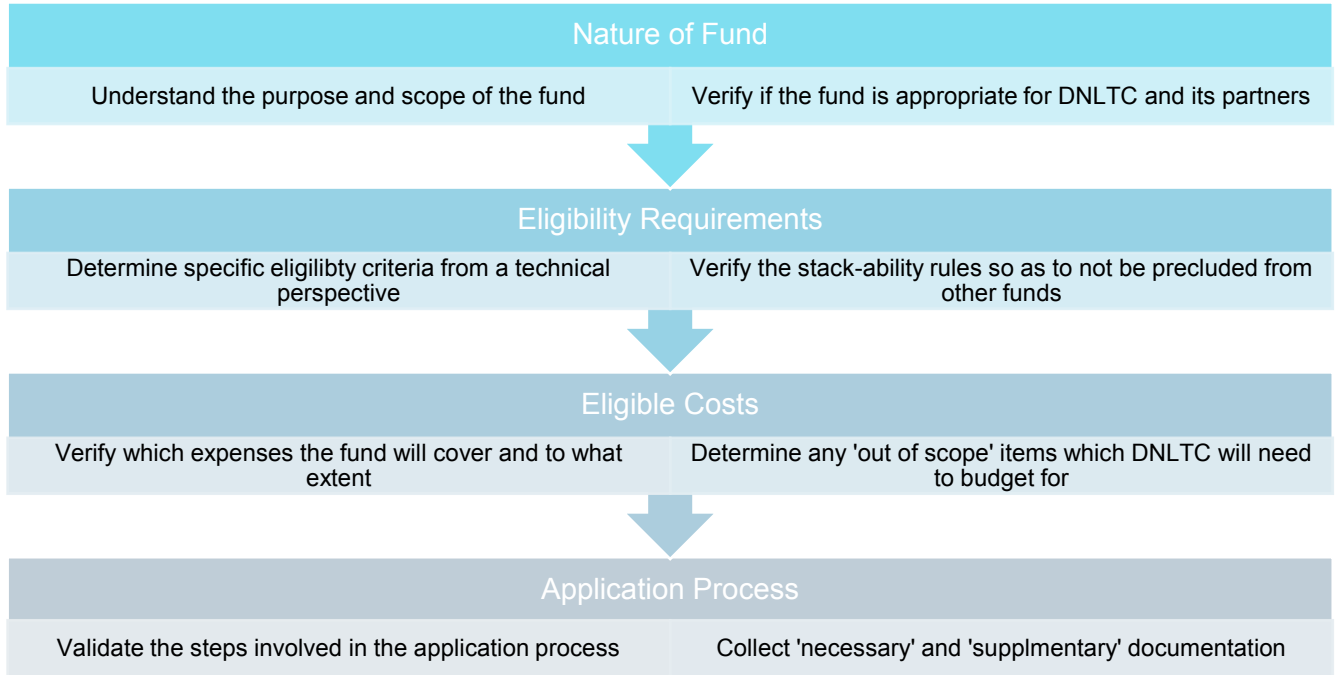 Nature of Fund
Understand the purpose and scope of the fund
Verify if the fund is appropriate for DNLTC and its partners
Eligibility Requirements
Determine specific eligilibty criteria from a technical
perspective
Verify the stack-ability rules so as to not be precluded from
other funds
Eligible Costs
Verify which expenses the fund will cover and to what
extent
Determine any 'out of scope' items which DNLTC will need
to budget for
Application Process
Validate the steps involved in the application process
Collect 'necessary' and 'supplmentary' documentation